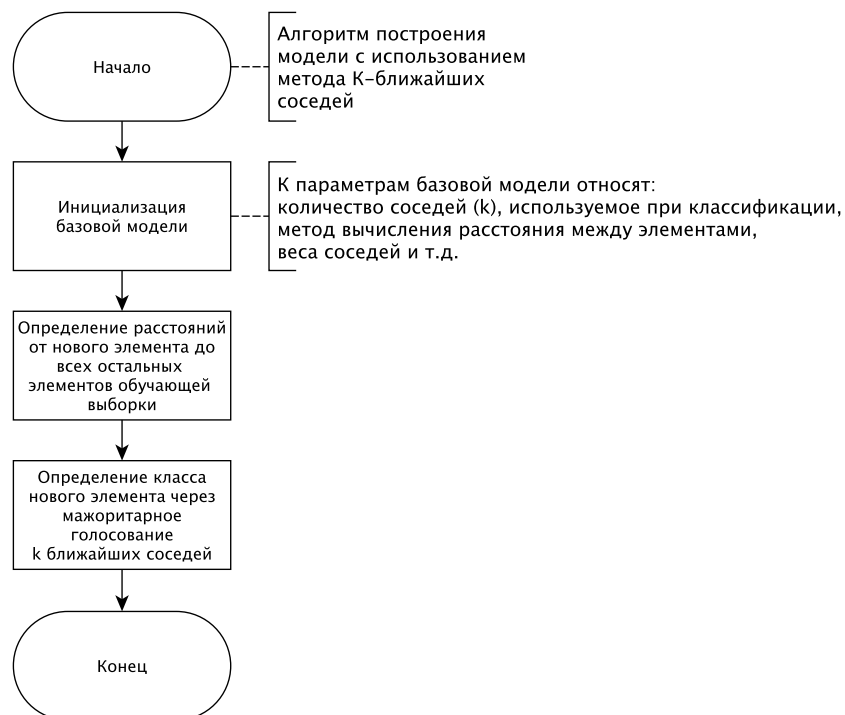 Начало
Алгоритм построения
модели с использованием
метода К-ближайших
соседей
Инициализация
базовой модели
К параметрам базовой модели относят:
количество соседей (k), используемое при классификации,
метод вычисления расстояния между элементами,
веса соседей и т.д.
Определение расстояний
от нового элемента до
всех остальных
элементов обучающей
выборки
Определение класса
нового элемента через
мажоритарное
голосование
k ближайших соседей
Конец